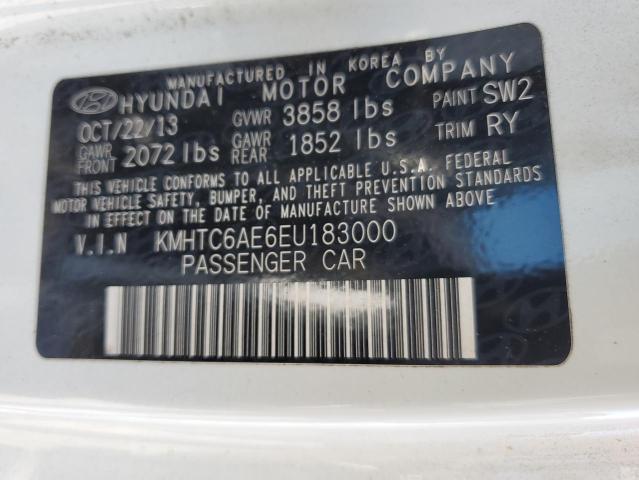 MANUFACTURED IN KOREA BY
HYUNDAI MOTOR COMPANY
OCT/22/13 GVWR 3858 lbs PAINT SW2
GAWR FRONT 2072 lbs GAWR REAR 1852 lbs TRIM RY
THIS VEHICLE CONFORMS TO ALL APPLICABLE U.S.A. FEDERAL
MOTOR VEHICLE SAFETY, BUMPER, AND THEFT PREVENTION STANDARDS
IN EFFECT ON THE DATE OF MANUFACTURE SHOWN ABOVE
V.I.N KMHTC6AE6EU183000
PASSENGER CAR